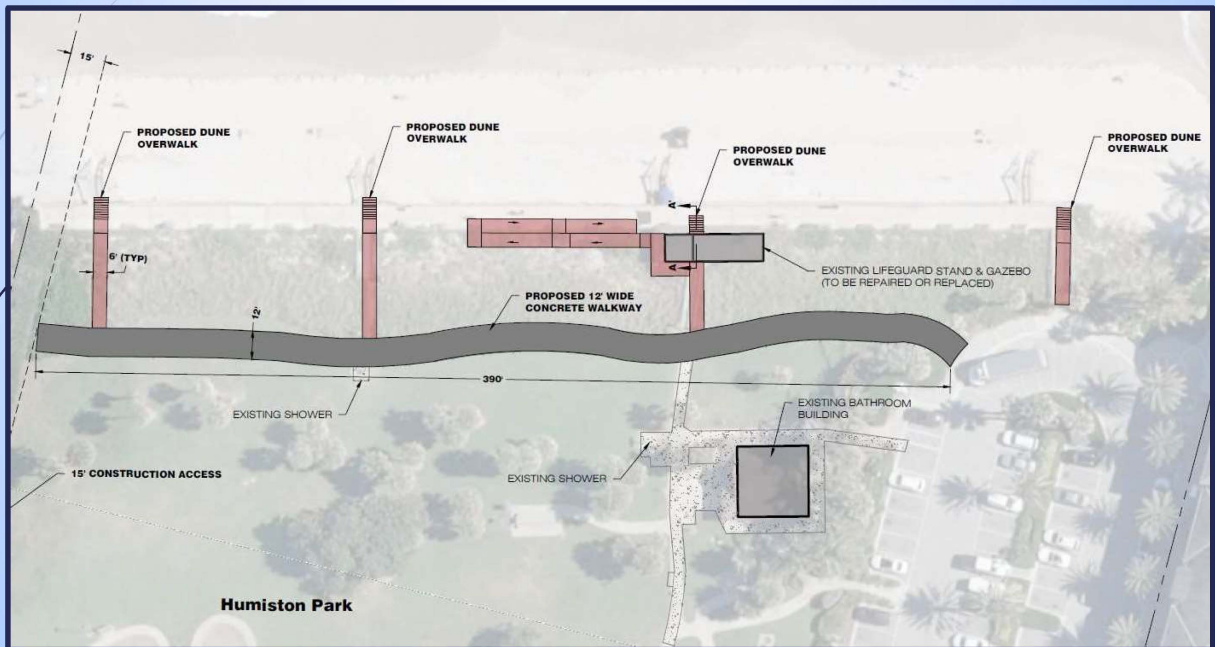 15'
PROPOSED DUNE
OVERWALK
PROPOSED DUNE
OVERWALK
PROPOSED DUNE
OVERWALK
PROPOSED DUNE
OVERWALK
A'
A
6' (TYP)
EXISTING LIFEGUARD STAND & GAZEBO
(TO BE REPAIRED OR REPLACED)
PROPOSED 12' WIDE
CONCRETE WALKWAY
12'
390'
EXISTING SHOWER
EXISTING BATHROOM
BUILDING
EXISTING SHOWER
15' CONSTRUCTION ACCESS
Humiston Park